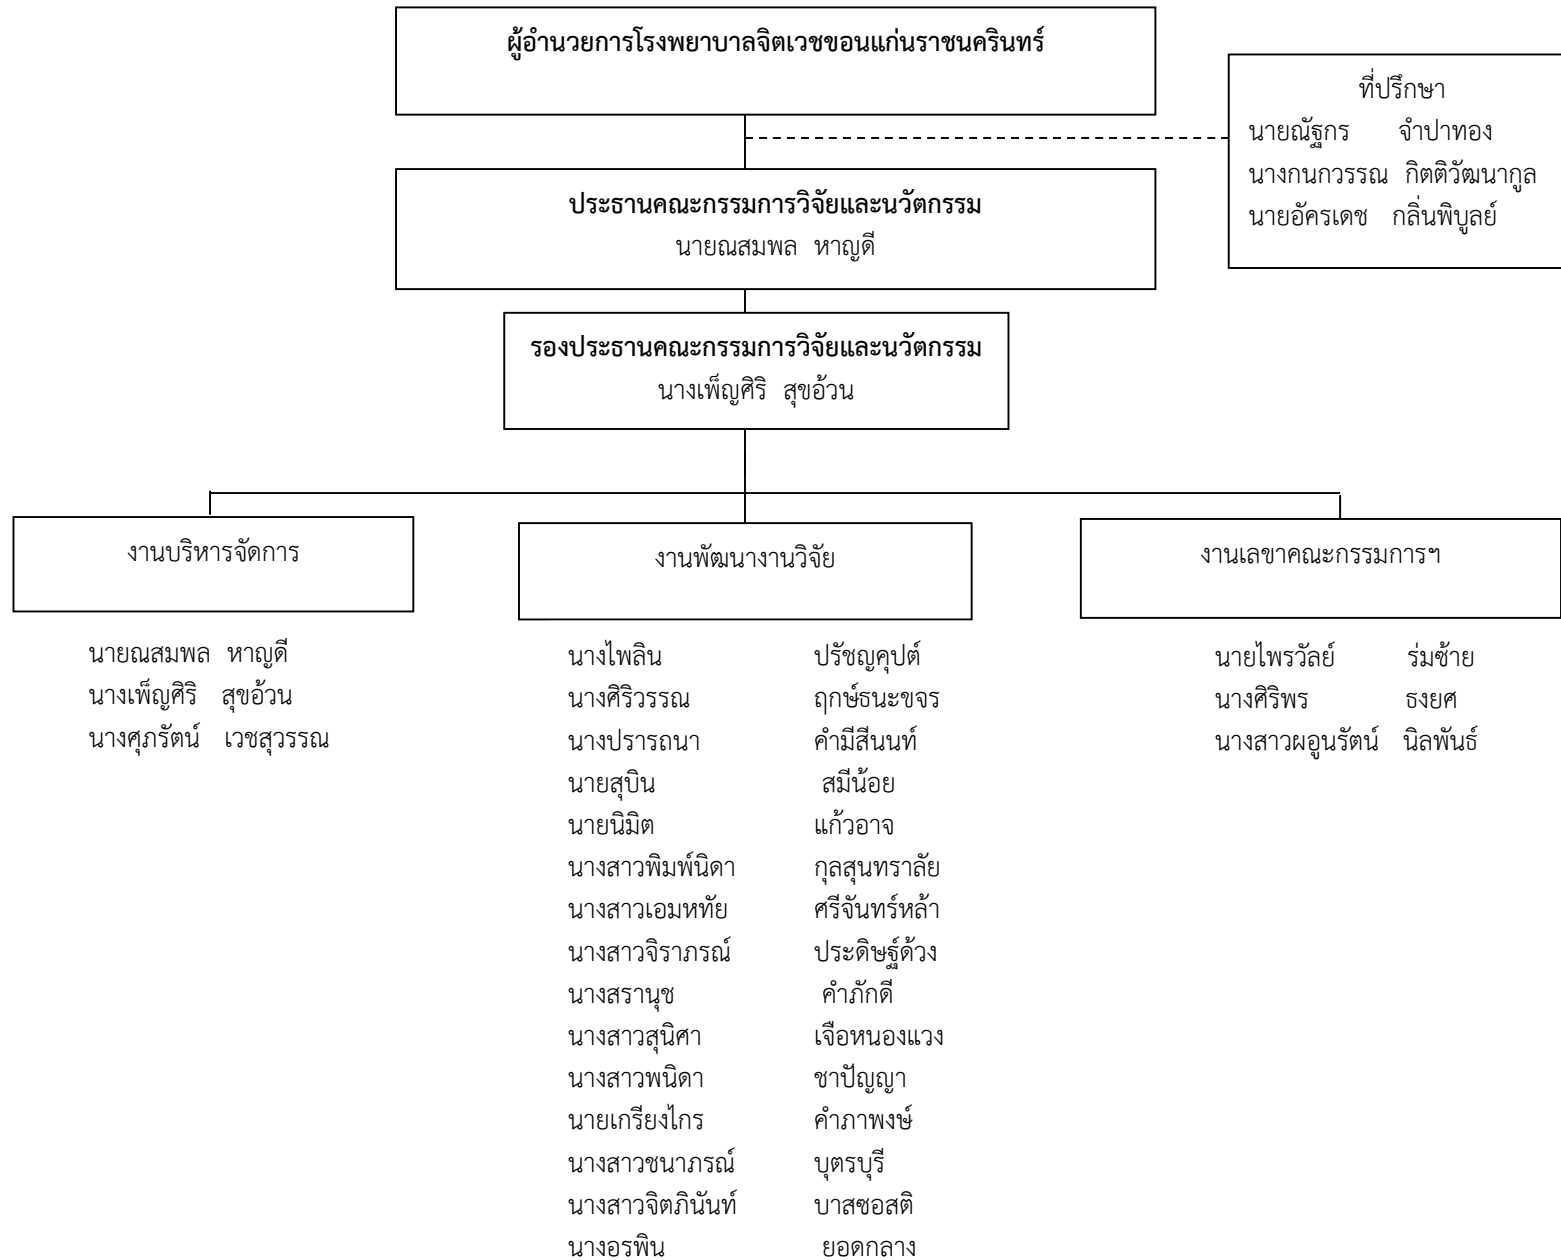 ผู้อำนวยการโรงพยาบาลจิตเวชขอนแก่นราชนครินทร์
ที่ปรึกษา
นายณัฐกร จำปาทอง
นางกนกวรรณ กิตติวัฒนากูล
นายอัครเดช กลิ่นพิบูลย์
ประธานคณะกรรมการวิจัยและนวัตกรรม
นายณสมพล หาญดี
รองประธานคณะกรรมการวิจัยและนวัตกรรม
นางเพ็ญศิริ สุขอ้วน
งานบริหารจัดการ
นายณสมพล หาญดี
นางเพ็ญศิริ สุขอ้วน
นางศุภรัตน์ เวชสุวรรณ
งานพัฒนางานวิจัย
นางไพลิน ปรัชญคุปต์
นางศิริวรรณ ฤกษ์ธนะขจร
นางปรารถนา คำมีสีนนท์
นายสุบิน สมีน้อย
นายนิมิต แก้วอาจ
นางสาวพิมพ์นิดา กุลสุนทราลัย
นางสาวเอมหทัย ศรีจันทร์หล้า
นางสาวจิราภรณ์ ประดิษฐ์ด้วง
นางสรานุช คำภักดี
นางสาวสุนิศา เจือหนองแวง
นางสาวพนิดา ชาปัญญา
นายเกรียงไกร คำภาพงษ์
นางสาวชนาภรณ์ บุตรบุรี
นางสาวจิตภินันท์ บาสซอสติ
นางอรพิน ยอดกลาง
งานเลขาคณะกรรมการฯ
นายไพรวัลย์ ร่มซ้าย
นางศิริพร ธงยศ
นางสาวผอูนรัตน์ นิลพันธ์